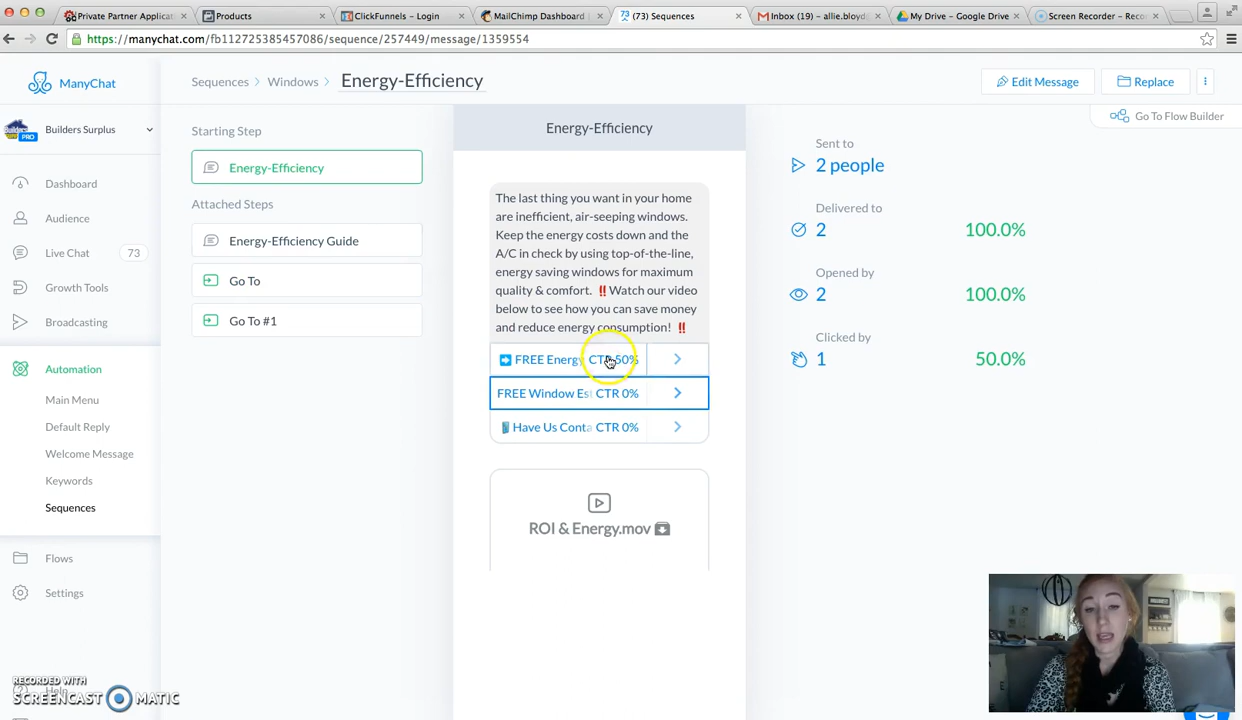 Private Partner Applicat
Products
ClickFunnels - Login
MailChimp Dashboard |
73
(73) Sequences
Inbox (19) - allie.bloyd@
My Drive - Google Drive
Screen Recorder - Reco
https://manychat.com/fb112725385457086/sequence/257449/message/1359554
ManyChat
Sequences
Windows
Energy-Efficiency
Edit Message
Replace
Energy-Efficiency
Go To Flow Builder
PRO
Builders Surplus
Starting Step
Energy-Efficiency
Attached Steps
Energy-Efficiency Guide
Go To
Go To #1
Dashboard
Audience
Live Chat
73
Growth Tools
Broadcasting
Automation
Main Menu
Default Reply
Welcome Message
Keywords
Sequences
Flows
Settings
Help
The last thing you want in your home
are inefficient, air-seeping windows.
Keep the energy costs down and the
A/C in check by using top-of-the-line,
energy saving windows for maximum
quality & comfort. ‼️Watch our video
below to see how you can save money
and reduce energy consumption! ‼️
➡️ FREE Energy CTR 50%
FREE Window Est CTR 0%
Have Us Conta CTR 0%
ROI & Energy.mov
Sent to
2 people
Delivered to
2
100.0%
Opened by
2
100.0%
Clicked by
1
50.0%
RECORDED WITH
SCREENCAST MATIC